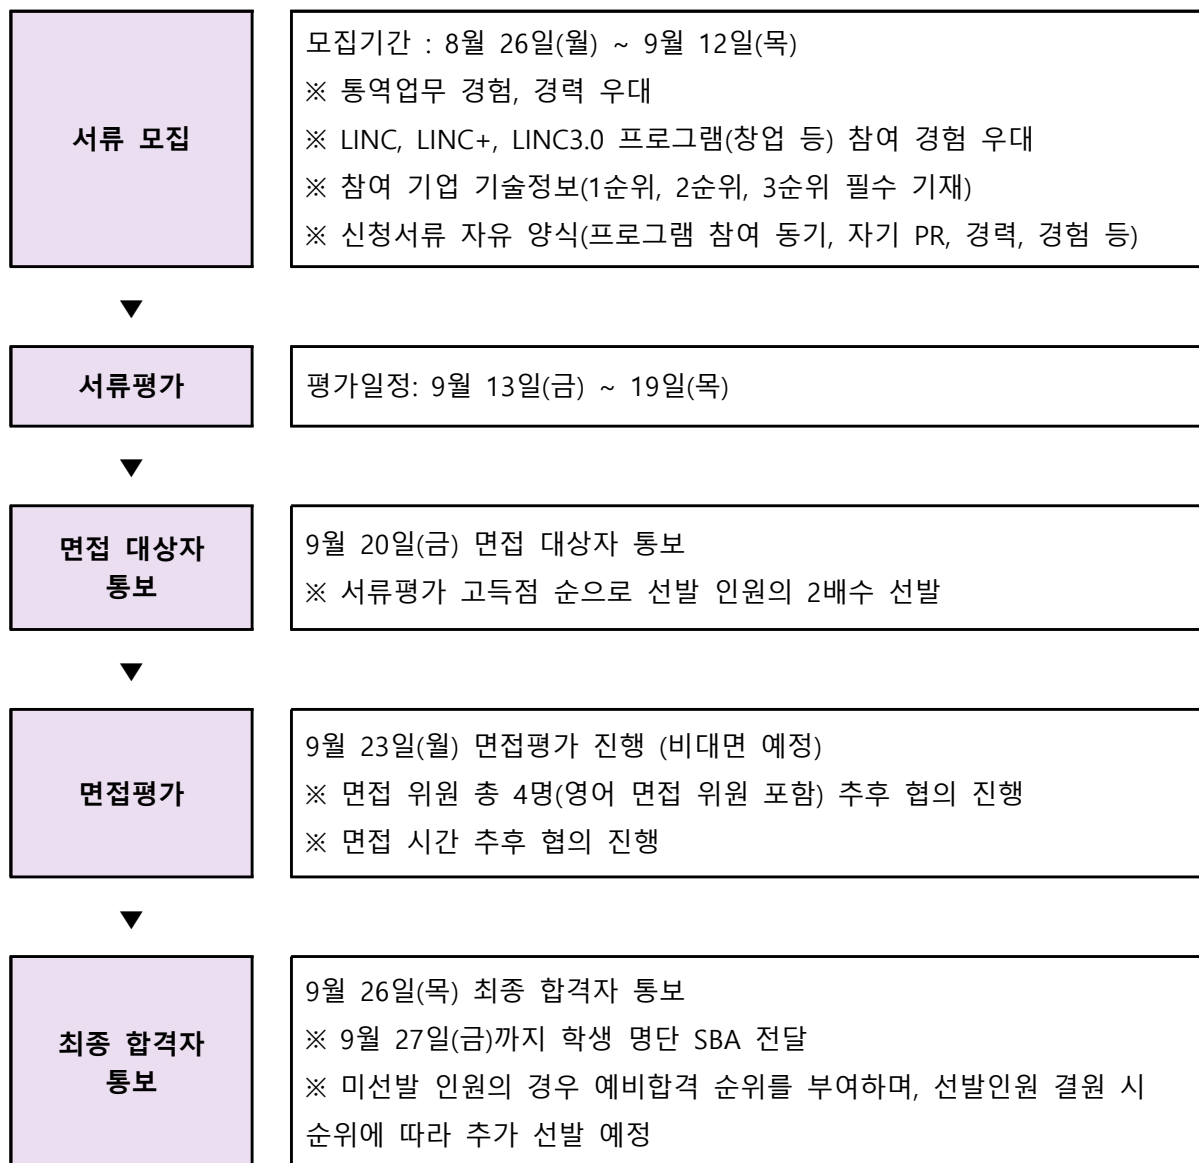 서류 모집
모집기간 : 8월 26일(월) ~ 9월 12일(목)
※ 통역업무 경험, 경력 우대
※ LINC, LINC+, LINC3.0 프로그램(창업 등) 참여 경험 우대
※ 참여 기업 기술정보(1순위, 2순위, 3순위 필수 기재)
※ 신청서류 자유 양식(프로그램 참여 동기, 자기 PR, 경력, 경험 등)
▼
서류평가
평가일정: 9월 13일(금) ~ 19일(목)
▼
면접 대상자
통보
9월 20일(금) 면접 대상자 통보
※ 서류평가 고득점 순으로 선발 인원의 2배수 선발
▼
면접평가
9월 23일(월) 면접평가 진행 (비대면 예정)
※ 면접 위원 총 4명(영어 면접 위원 포함) 추후 협의 진행
※ 면접 시간 추후 협의 진행
▼
최종 합격자
통보
9월 26일(목) 최종 합격자 통보
※ 9월 27일(금)까지 학생 명단 SBA 전달
※ 미선발 인원의 경우 예비합격 순위를 부여하며, 선발인원 결원 시
순위에 따라 추가 선발 예정